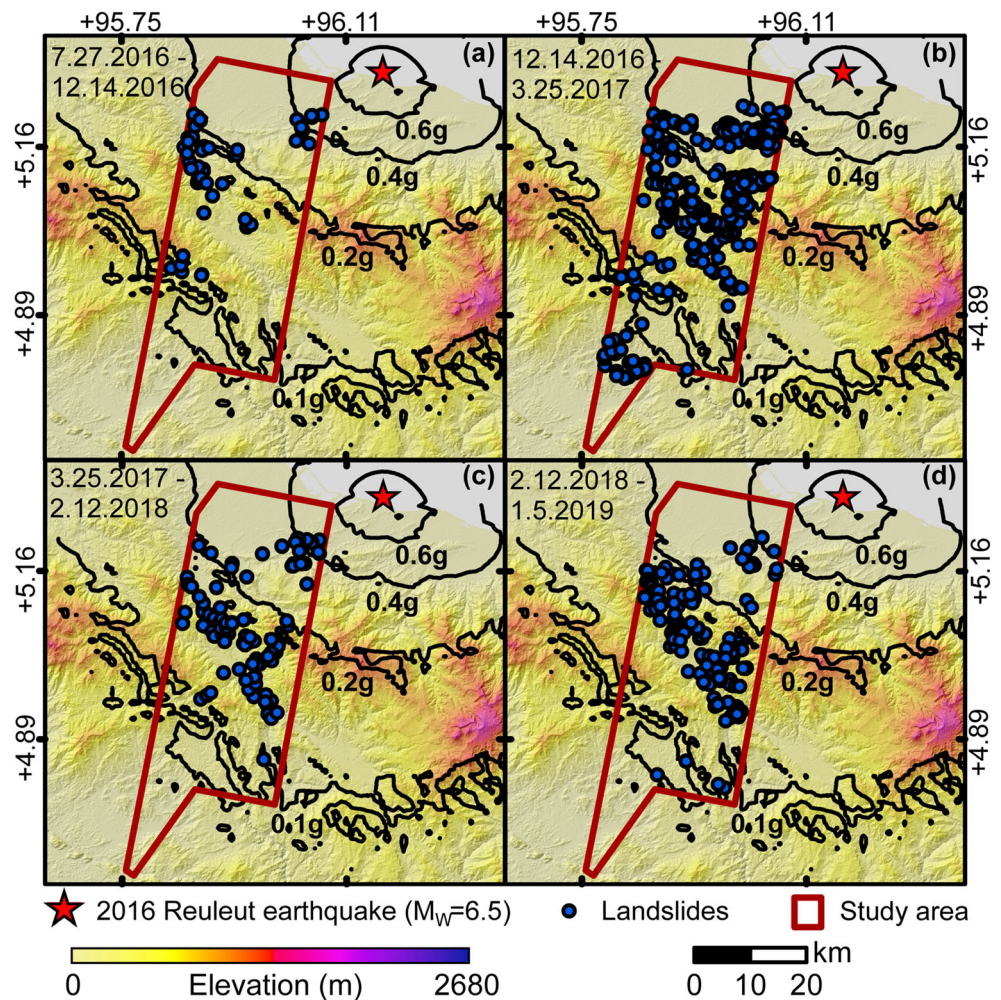 +95.75 +96.11 +95.75 +96.11
7.27.2016 -
12.14.2016
(a)
12.14.2016 -
3.25.2017
(b)
+5.16
0.6g
0.4g
0.2g
+4.89
0.1g
0.6g
0.4g
0.2g
0.1g
+5.16
+4.89
3.25.2017 -
2.12.2018
(c)
2.12.2018 -
1.5.2019
(d)
+5.16
0.6g
0.4g
0.2g
+4.89
0.1g
0.6g
0.4g
0.2g
0.1g
+5.16
+4.89
2016 Reuleut earthquake (MW=6.5) Landslides Study area
0 Elevation (m) 2680
km
0 10 20